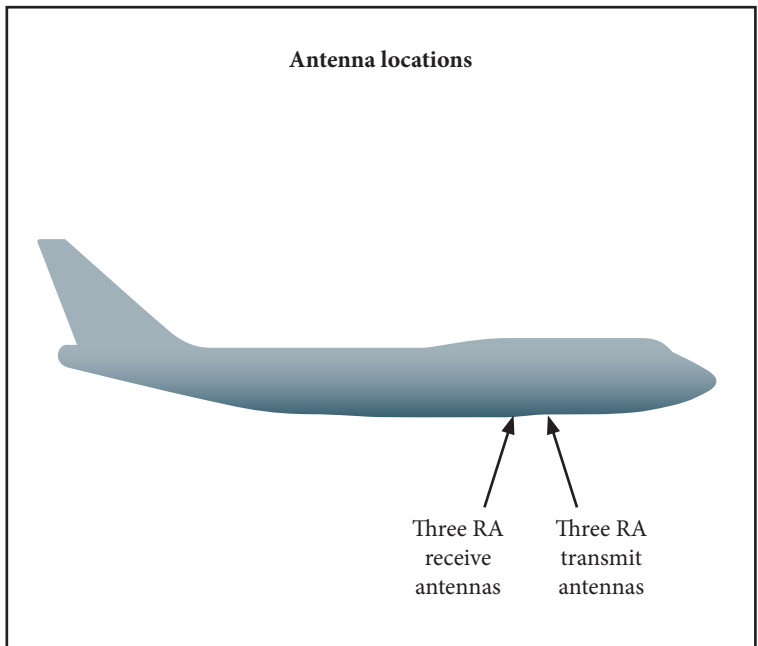 Antenna locations
Three RA
receive
antennas
Three RA
transmit
antennas